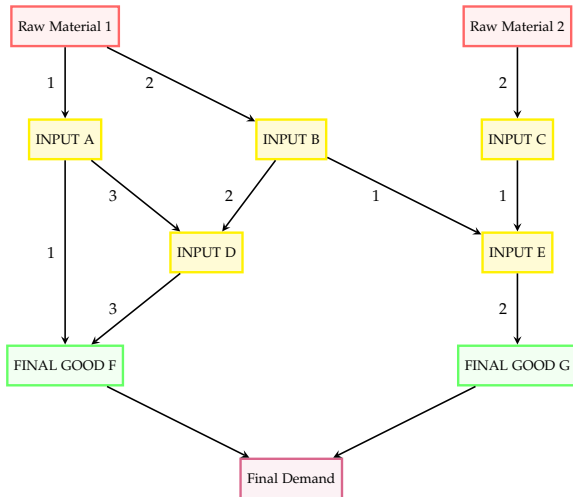 Raw Material 1
Raw Material 2
1
2
2
INPUT A
INPUT B
INPUT C
3
2
1
1
1
INPUT D
INPUT E
3
2
FINAL GOOD F
FINAL GOOD G
Final Demand